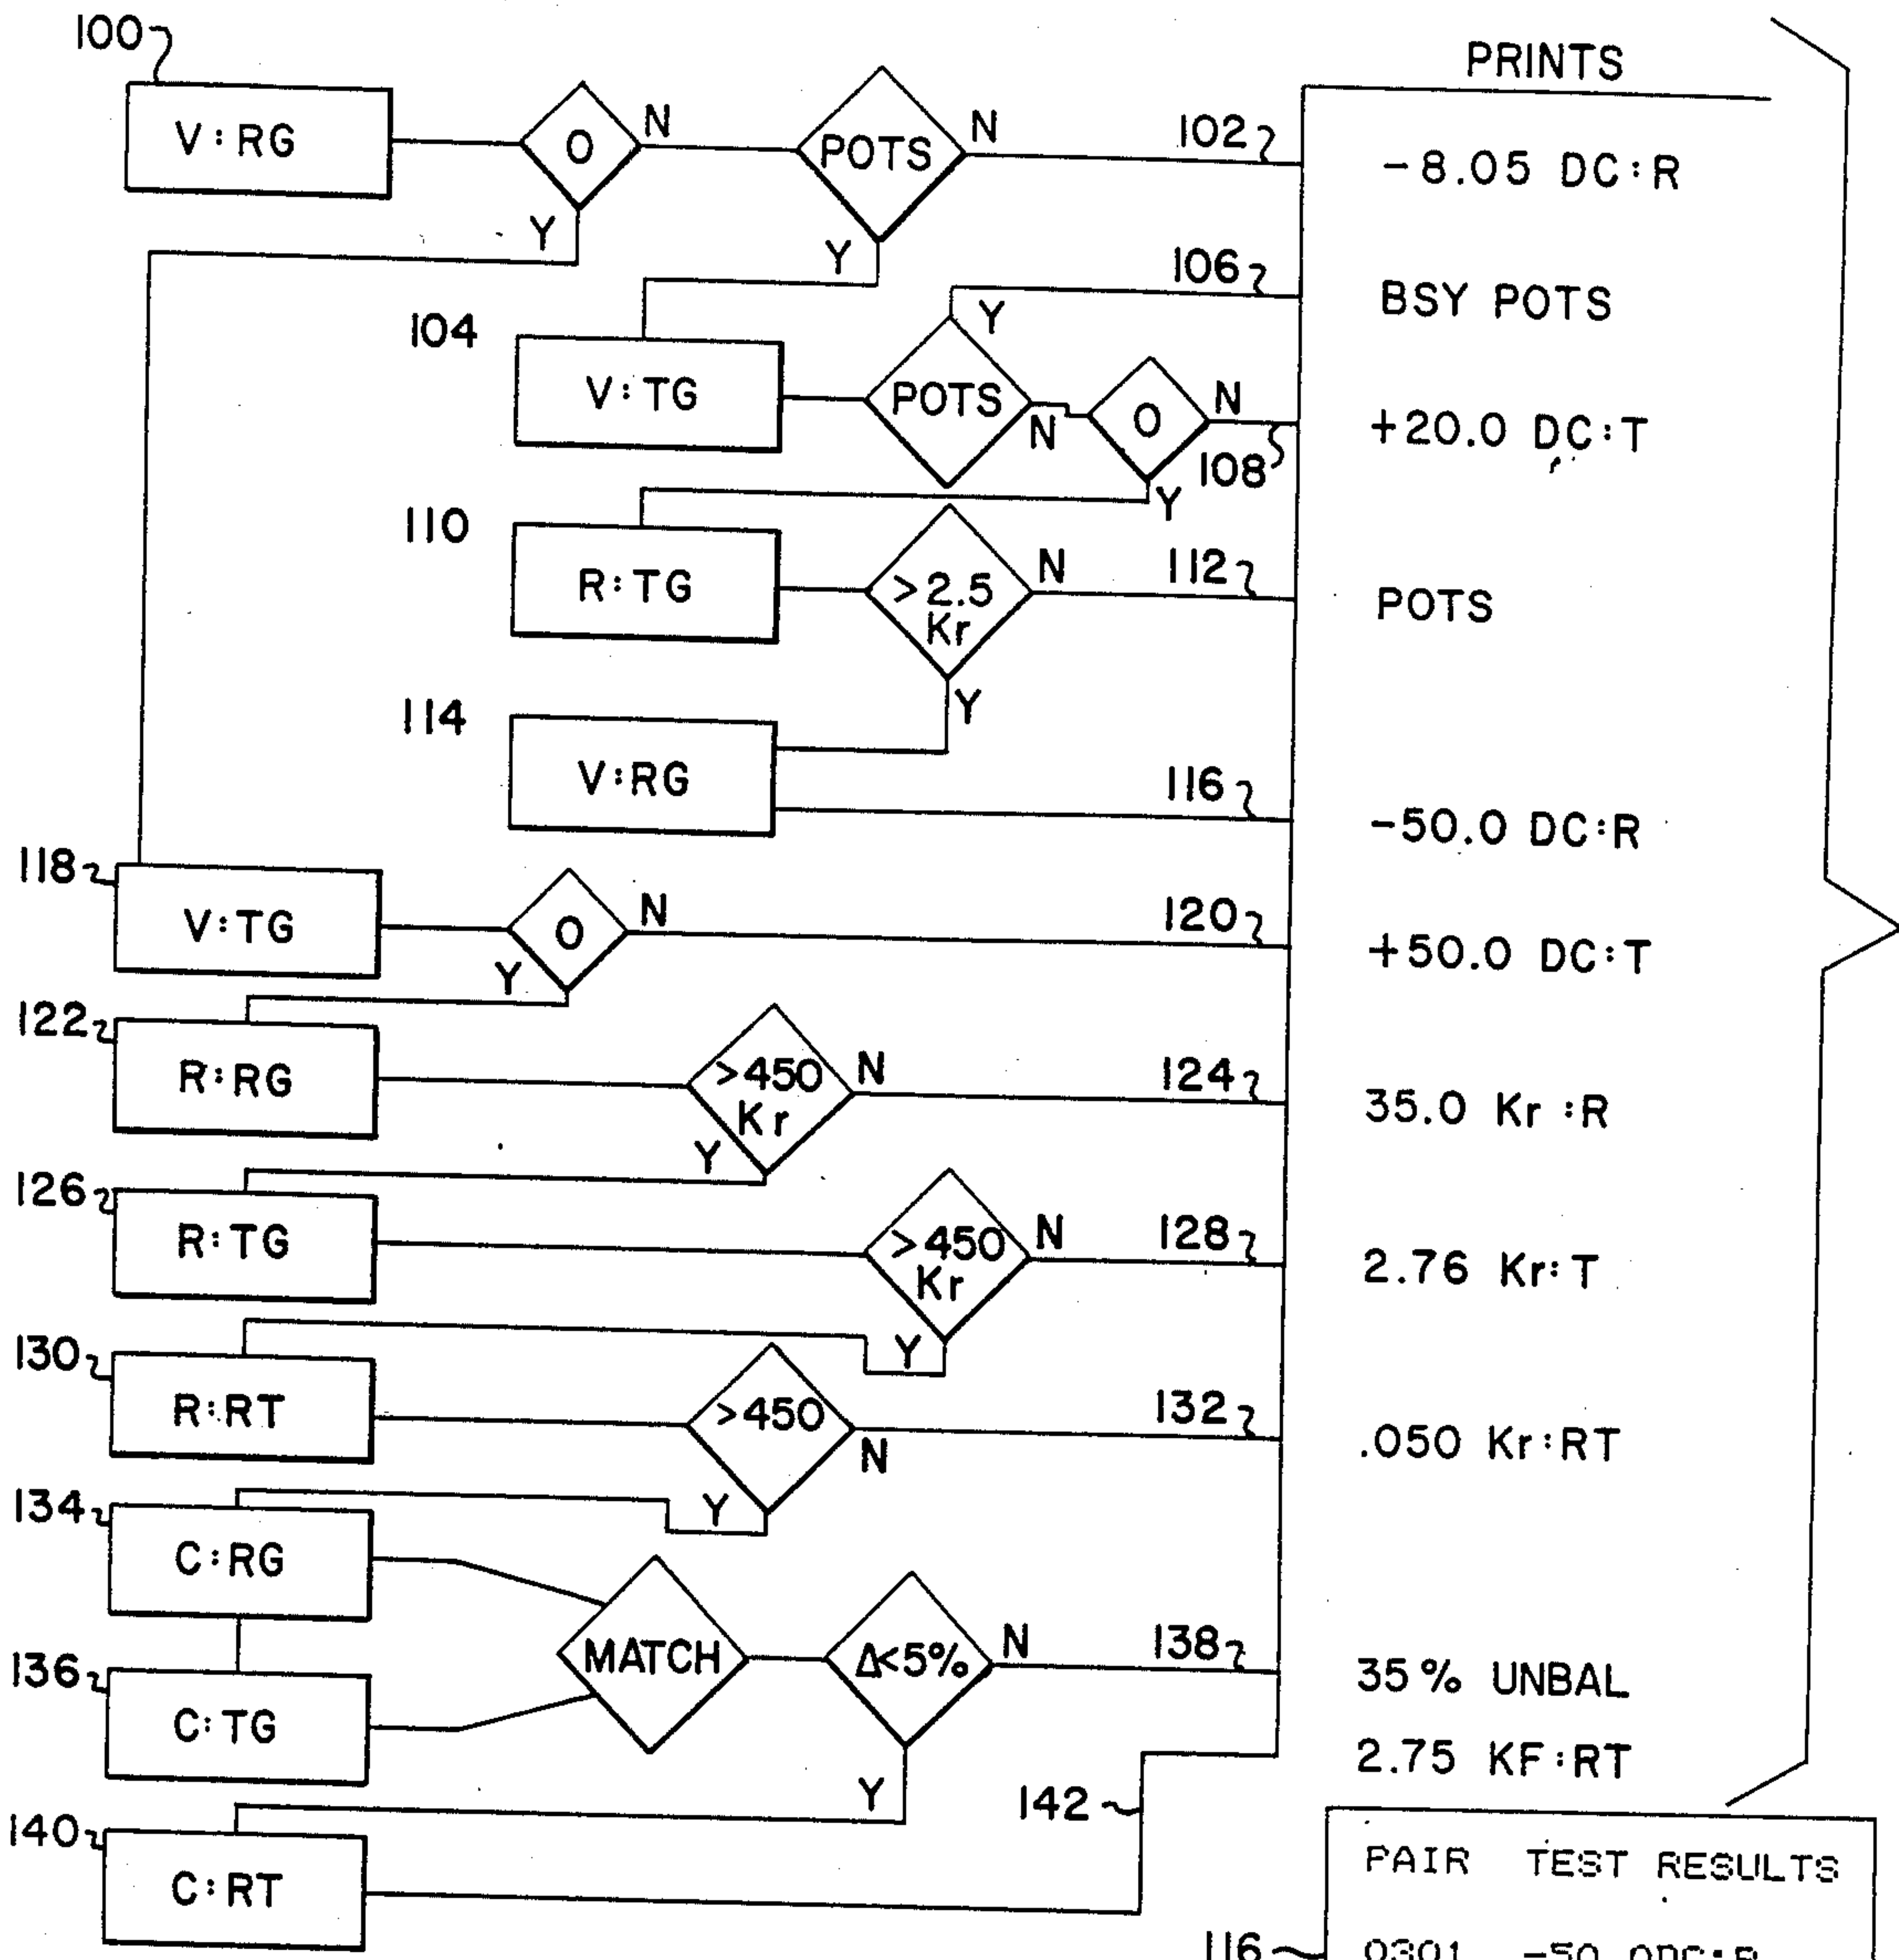 100
PRINTS
V:RG
O
N
POTS
N
102
-8.05 DC:R
Y
Y
106
BSY POTS
104
V:TG
Y
POTS
N
O
N
108
+20.0 DC:T
Y
110
R:TG
>2.5
Kr
N
112
POTS
Y
114
V:RG
116
-50.0 DC:R
118
V:TG
O
N
120
+50.0 DC:T
Y
122
R:RG
>450
Kr
N
124
35.0 Kr :R
Y
126
R:TG
>450
Kr
N
128
2.76 Kr:T
Y
130
R:RT
>450
N
132
.050 Kr:RT
Y
134
C:RG
MATCH
Δ<5%
N
138
35% UNBAL
136
C:TG
Y
142
2.75 KF:RT
140
C:RT
PAIR TEST RESULTS
116
0301 -50.0DC:R